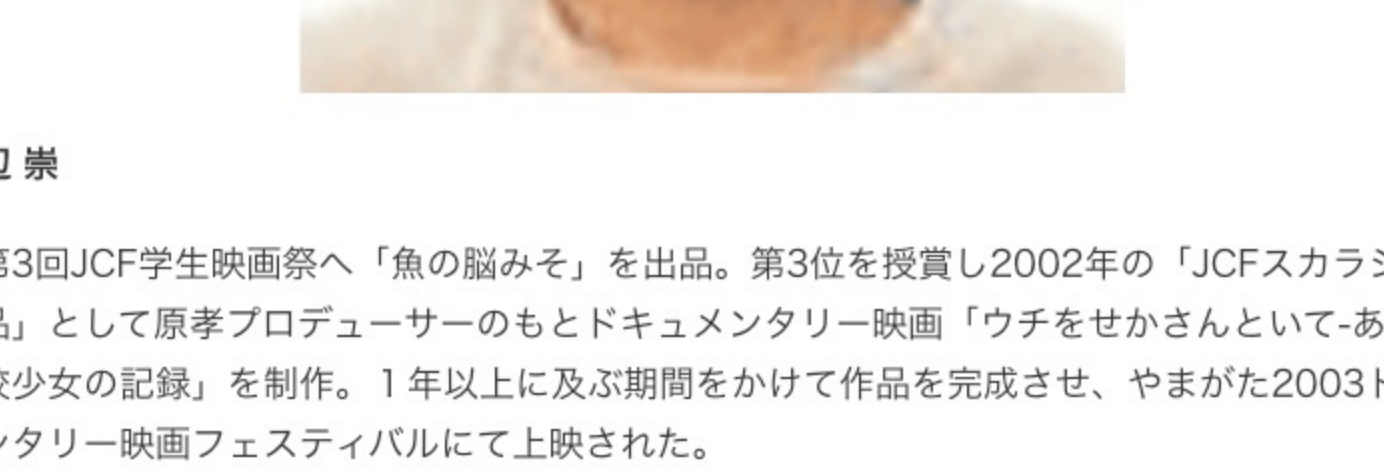 辺 崇
第3回JCF学生映画祭へ「魚の脳みそ」を出品。第3位を授賞し2002年の「JCFスカラシ
品」として原孝プロデューサーのもとドキュメンタリー映画「ウチをせかさんといて-あ
校少女の記録」を制作。１年以上に及ぶ期間をかけて作品を完成させ、やまがた2003ド
ンタリー映画フェスティバルにて上映された。